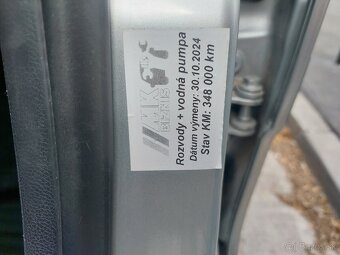 Rozvody + vodná pumpa
Dátum výmeny: 30.10.2024
Stav KM: 348 000 km